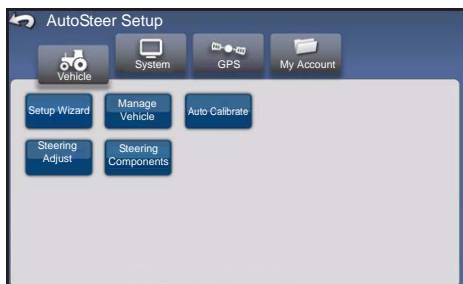 AutoSteer Setup
Vehicle
System
GPS
My Account
Setup Wizard
Manage
Vehicle
Auto Calibrate
Steering
Adjust
Steering
Components